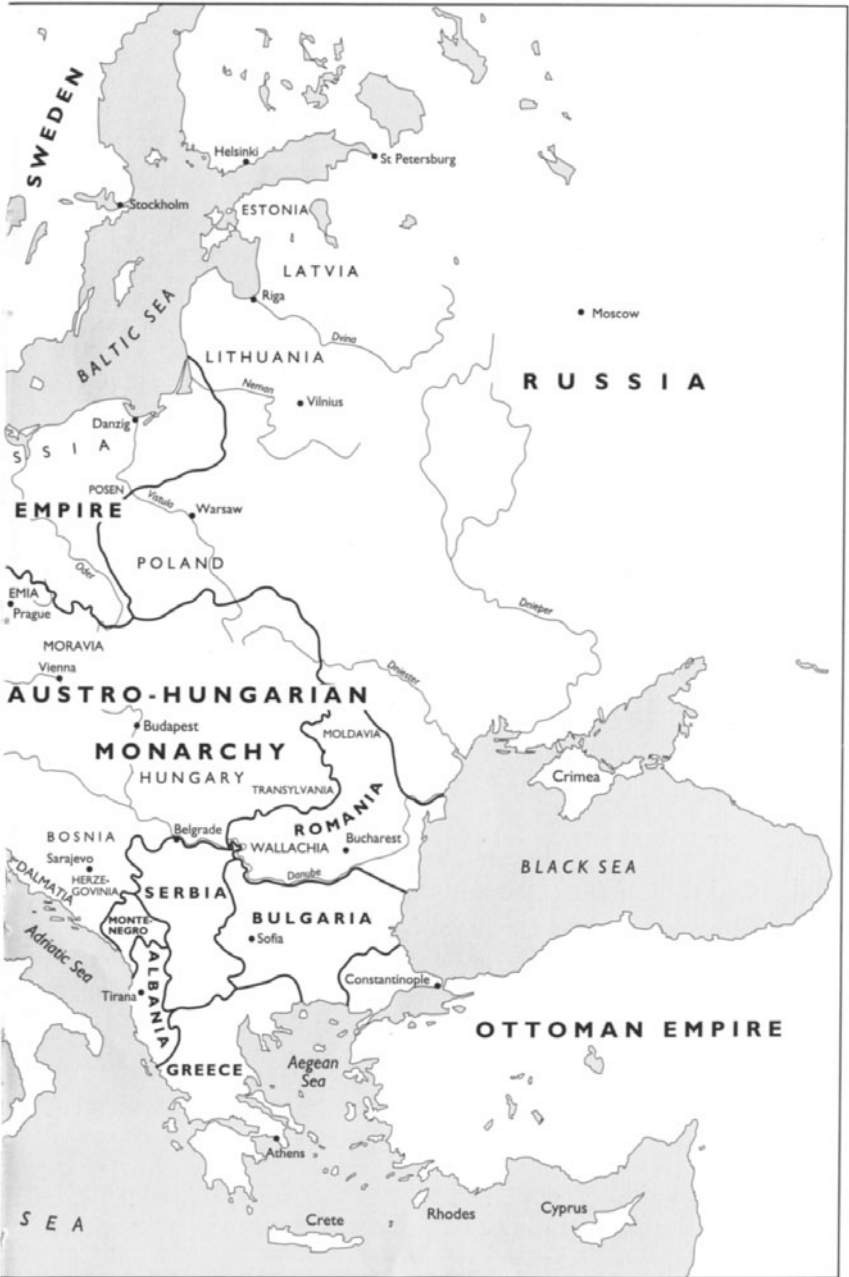 SWEDEN
Helsinki
St Petersburg
Stockholm
ESTONIA
LATVIA
Riga
Moscow
BALTIC SEA
Dvina
LITHUANIA
RUSSIA
Neman
Vilnius
Danzig
SSIA
POSEN
Vistula
EMPIRE
Warsaw
POLAND
Oder
EMIA
Prague
Dnieper
MORAVIA
Vienna
Dniester
AUSTRO-HUNGARIAN
Budapest
MOLDAVIA
MONARCHY
HUNGARY
Crimea
TRANSYLVANIA
ROMANIA
BOSNIA
Belgrade
Bucharest
WALLACHIA
Sarajevo
BLACK SEA
DALMATIA
HERZE-
GOVINIA
Danube
SERBIA
MONTE-
NEGRO
BULGARIA
Sofia
Adriatic Sea
ALBANIA
Tirana
Constantinople
OTTOMAN EMPIRE
GREECE
Aegean
Sea
Athens
SEA
Crete
Rhodes
Cyprus